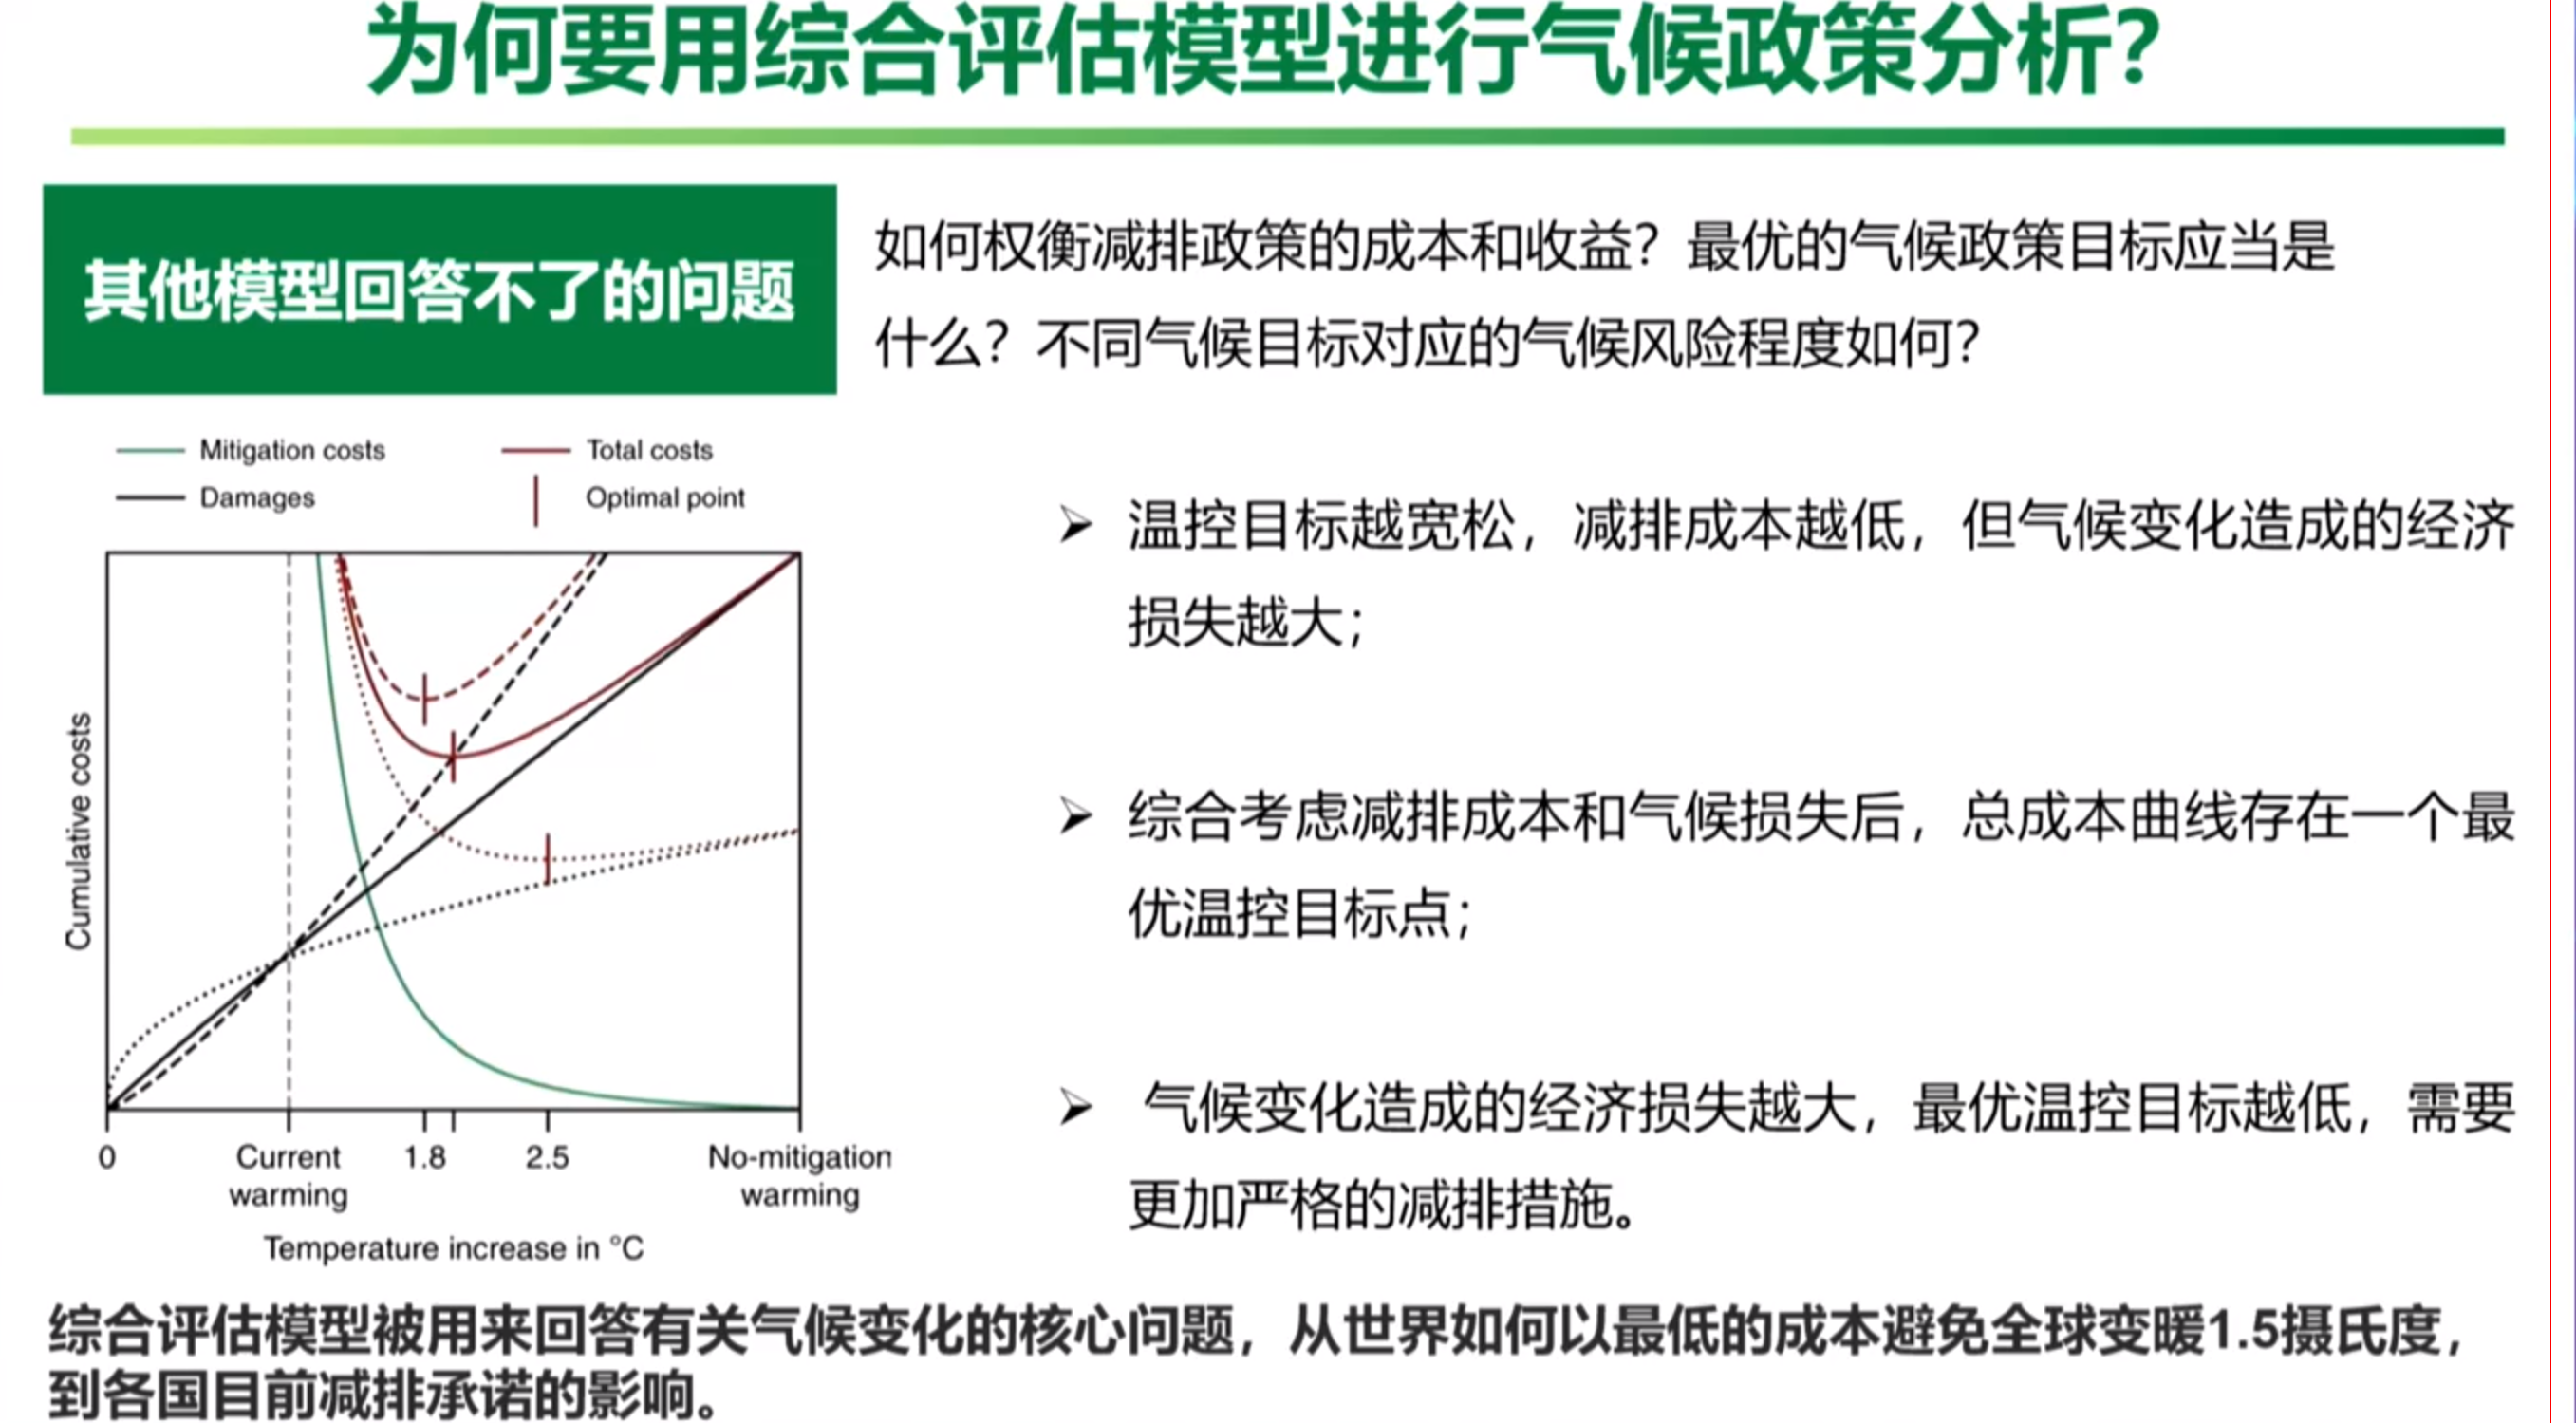 为何要用综合评估模型进行气候政策分析?
其他模型回答不了的问题
如何权衡减排政策的成本和收益? 最优的气候政策目标应当是
什么? 不同气候目标对应的气候风险程度如何?
Mitigation costs
Total costs
Damages
Optimal point
Cumulative costs
0
Current
warming
1.8
2.5
No-mitigation
warming
Temperature increase in °C
温控目标越宽松，减排成本越低，但气候变化造成的经济
损失越大；
综合考虑减排成本和气候损失后，总成本曲线存在一个最
优温控目标点；
气候变化造成的经济损失越大，最优温控目标越低，需要
更加严格的减排措施。
综合评估模型被用来回答有关气候变化的核心问题，从世界如何以最低的成本避免全球变暖1.5摄氏度，
到各国目前减排承诺的影响。